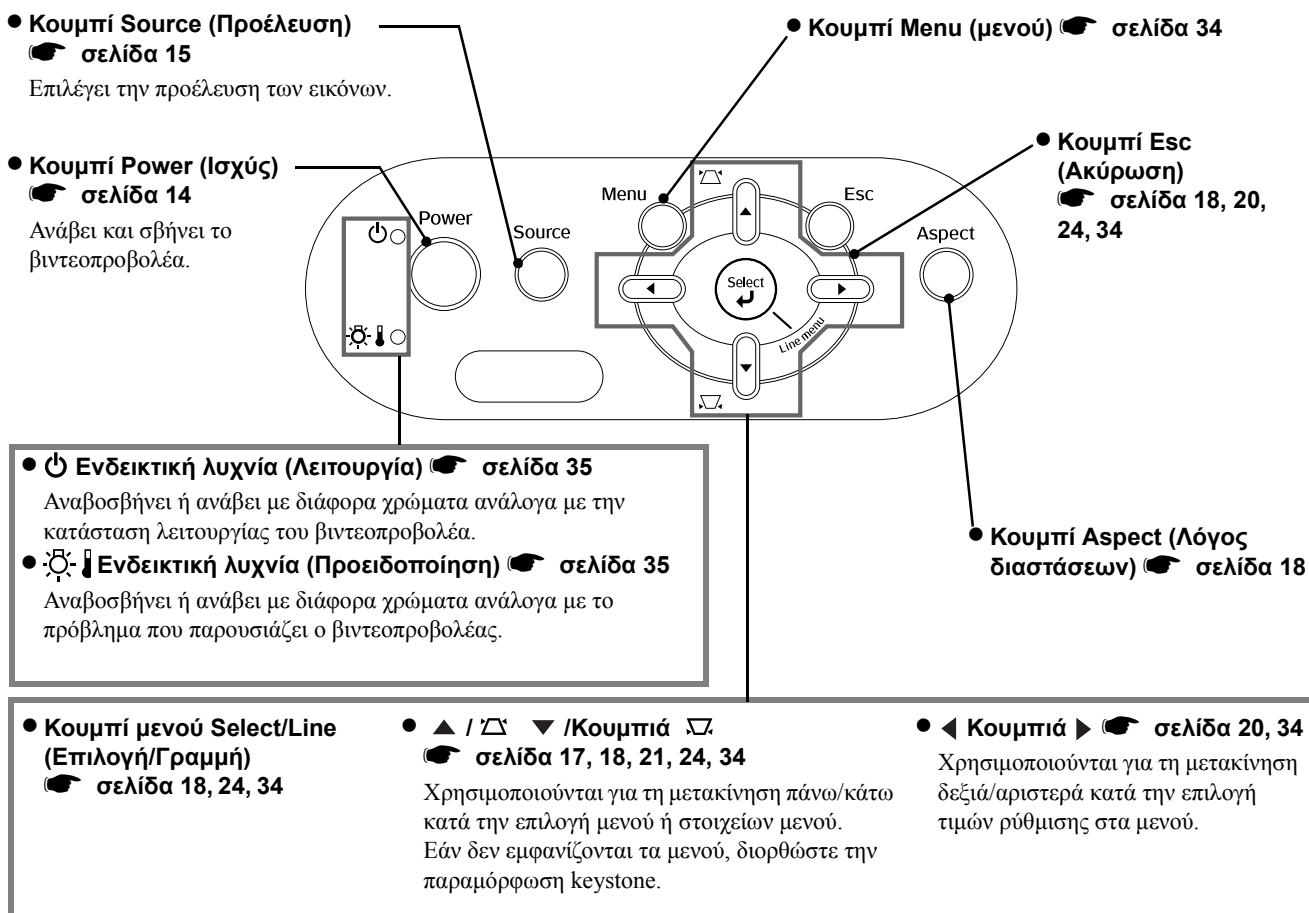 ● Κουμπί Source (Προέλευση)
☛ σελίδα 15
Επιλέγει την προέλευση των εικόνων.
● Κουμπί Power (Ισχύς)
☛ σελίδα 14
Ανάβει και σβήνει το
βιντεοπροβολέα.
● Κουμπί Menu (μενού) ☛ σελίδα 34
● Κουμπί Esc
(Ακύρωση)
☛ σελίδα 18, 20,
24, 34
Power
Source
Menu
Esc
Aspect
Select
Line menu
● Ενδεικτική λυχνία (Λειτουργία) ☛ σελίδα 35
Αναβοσβήνει ή ανάβει με διάφορα χρώματα ανάλογα με την
κατάσταση λειτουργίας του βιντεοπροβολέα.
● Ενδεικτική λυχνία (Προειδοποίηση) ☛ σελίδα 35
Αναβοσβήνει ή ανάβει με διάφορα χρώματα ανάλογα με το
πρόβλημα που παρουσιάζει ο βιντεοπροβολέας.
● Κουμπί Aspect (Λόγος
διαστάσεων) ☛ σελίδα 18
● Κουμπί μενού Select/Line
(Επιλογή/Γραμμή)
☛ σελίδα 18, 24, 34
● ▲ / ▼ /Κουμπιά
☛ σελίδα 17, 18, 21, 24, 34
Χρησιμοποιούνται για τη μετακίνηση πάνω/κάτω
κατά την επιλογή μενού ή στοιχείων μενού.
Εάν δεν εμφανίζονται τα μενού, διορθώστε την
παραμόρφωση keystone.
● ◀ Κουμπιά ▶ ☛ σελίδα 20, 34
Χρησιμοποιούνται για τη μετακίνηση
δεξιά/αριστερά κατά την επιλογή
τιμών ρύθμισης στα μενού.